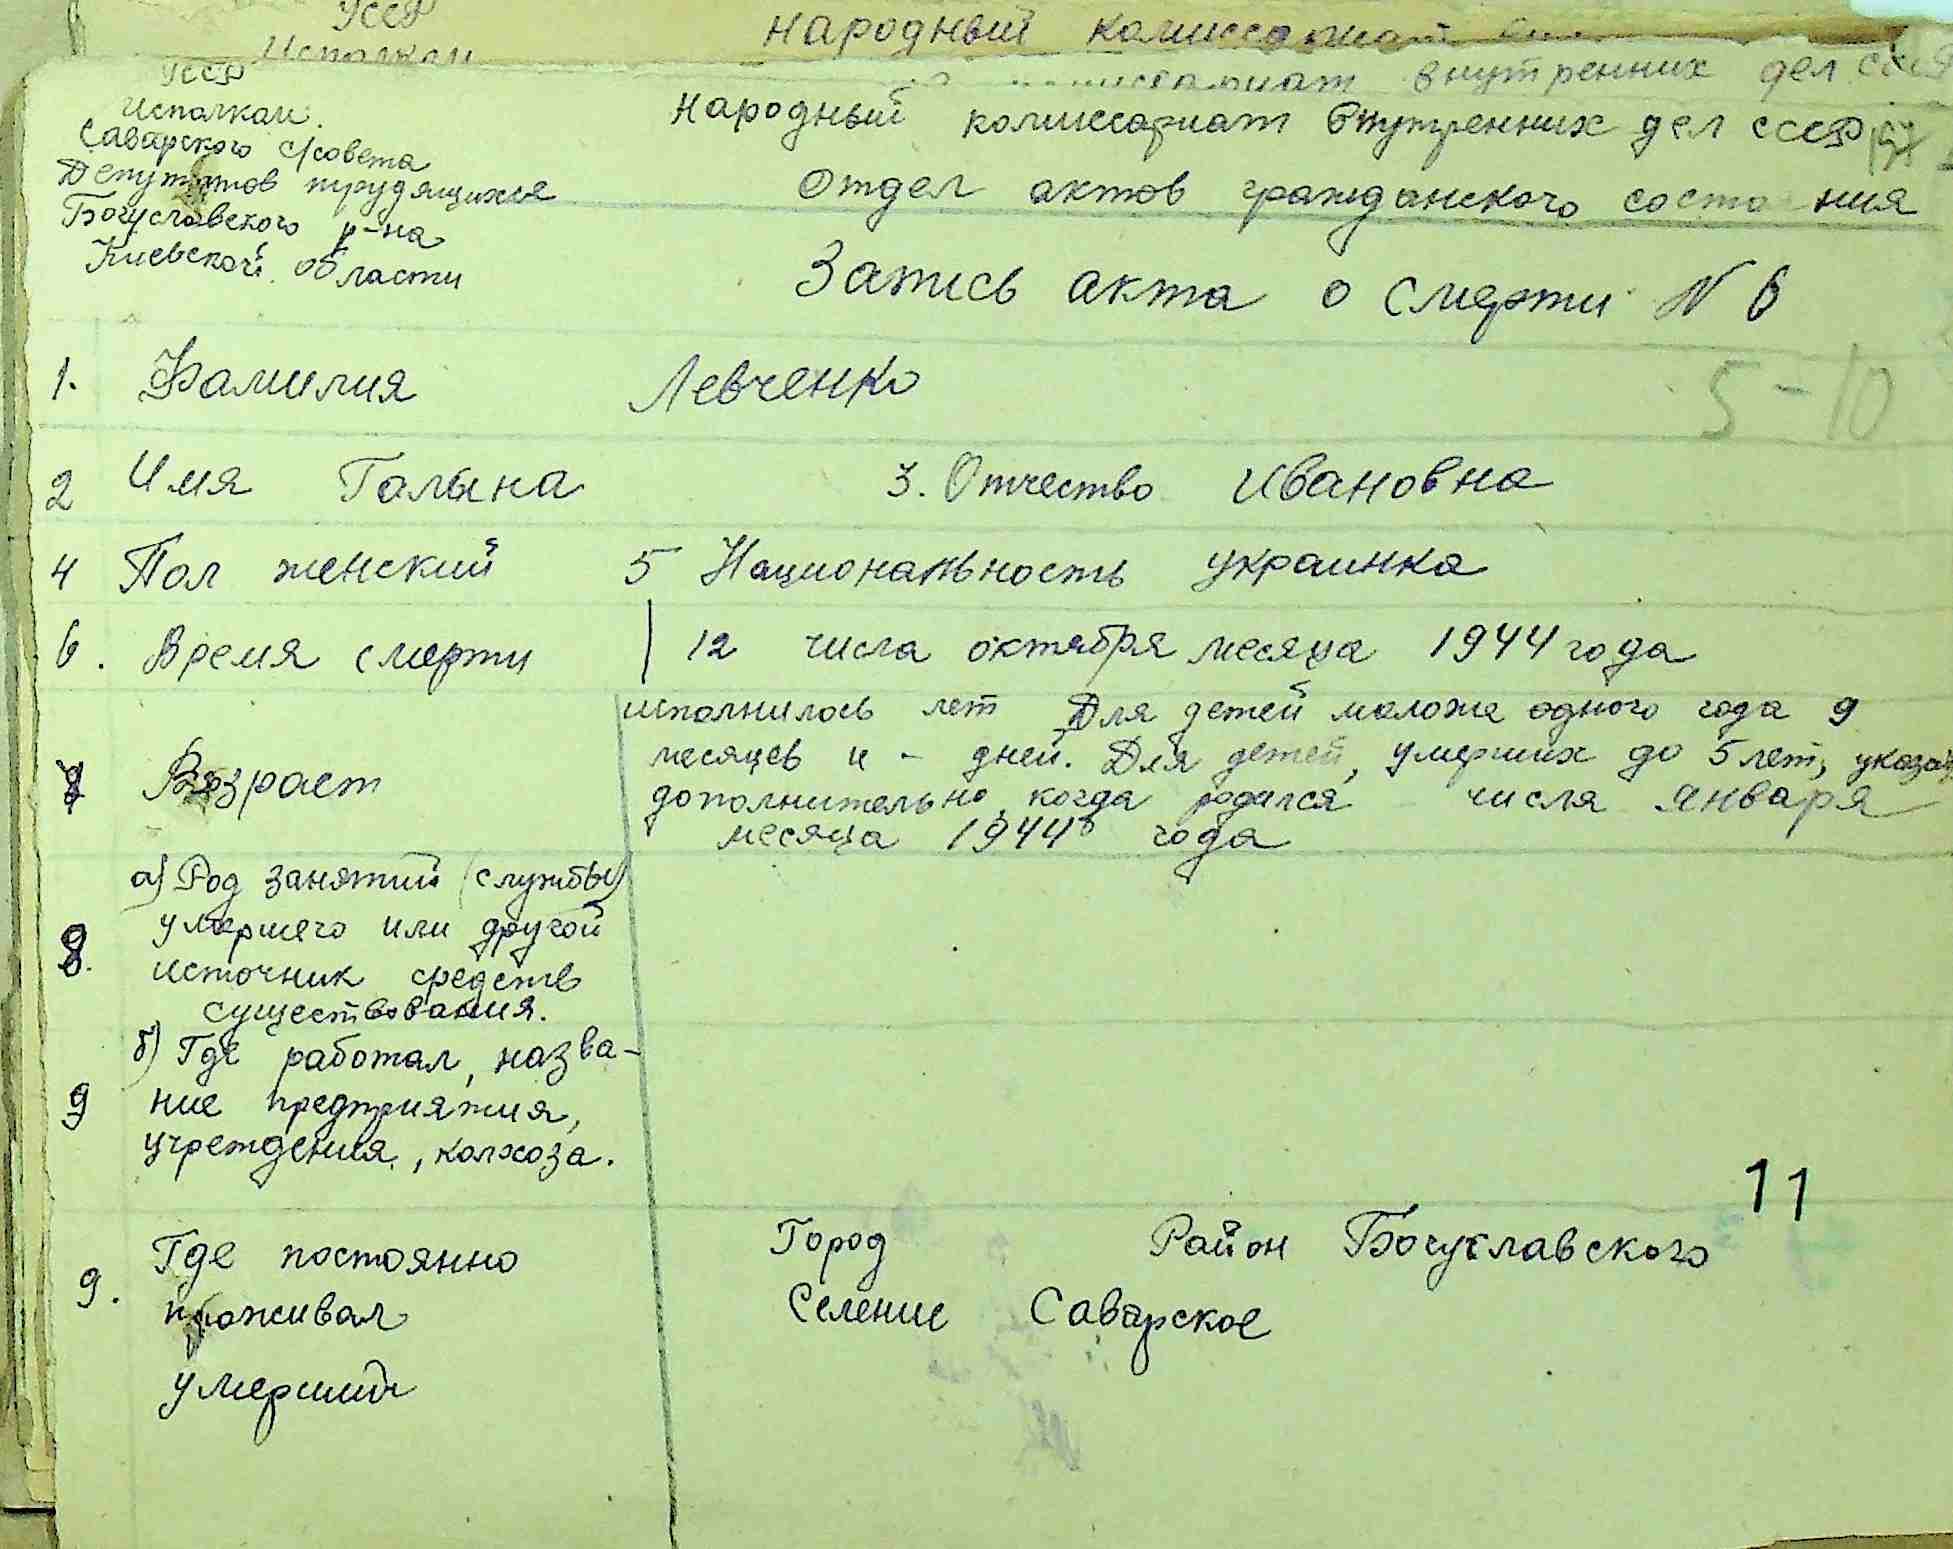 УССР
Исполком
Народный комиссариат
комиссариат внутренних дел СССР
УССР
Исполком.
Саварского с/совета
Депутатов трудящихся
Богуславского р-на
Киевской области
Народный комиссариат Внутренних дел СССР
Отдел актов гражданского состояния
Запись акта о смерти N 6
5-10
1. Фамилия Левченко
2 Имя Галына 3. Отчество Ивановна
4 Пол женский 5 Национальность украинка
6. Время смерти 12 числа октября месяца 1944 года
7 Возраст
исполнилось лет Для детей моложе одного года 9
месяцев и - дней. Для детей, умерших до 5 лет, указать
дополнительно, когда родился - числа января
месяца 1944 года
8. а) Род занятий (службы)
умершего или другой
источник средств
существования.
9 б) Где работал, назва-
ние предприятия,
учреждения, колхоза.
11
9. Где постоянно
проживал
умерший
Город Район Богуславского
Селение Саварское